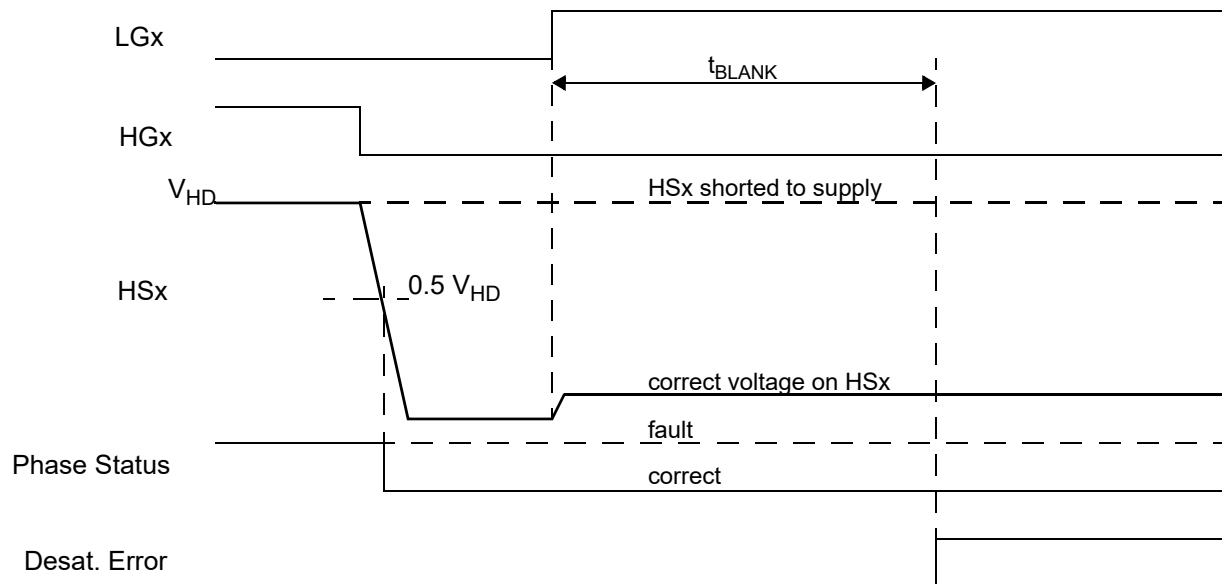 LGx
tBLANK
HGx
VHD
HSx shorted to supply
HSx
0.5 VHD
correct voltage on HSx
fault
Phase Status
correct
Desat. Error